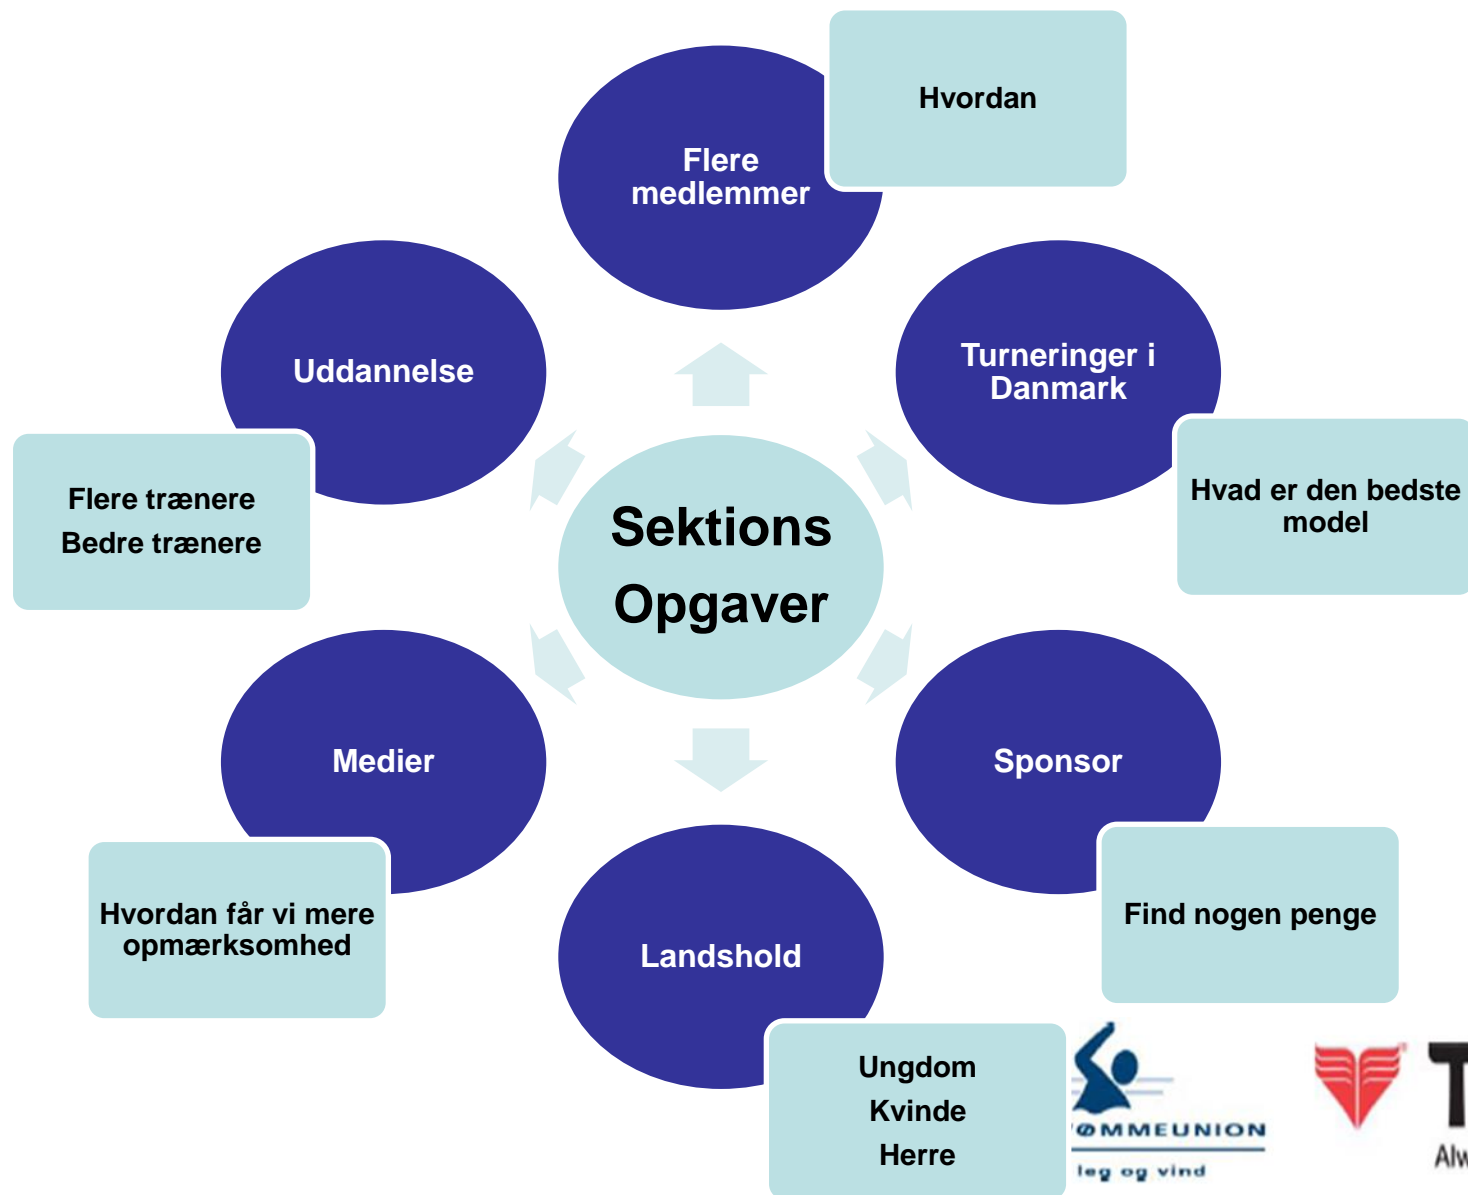 Hvordan
Flere
medlemmer
Uddannelse
Turneringer i
Danmark
Flere trænere
Bedre trænere
Hvad er den bedste
model
Sektions
Opgaver
Medier
Sponsor
Hvordan får vi mere
opmærksomhed
Find nogen penge
Landshold
Ungdom
Kvinde
Herre
ØMMEUNION
leg og vind